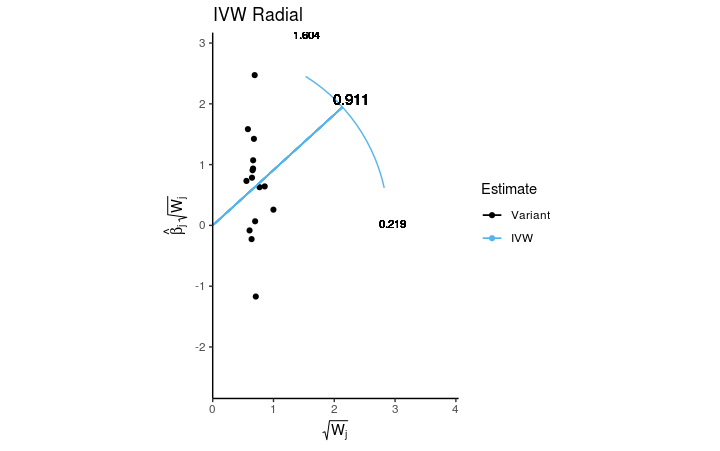 IVW Radial
1.604
3
0.911
2
1
0.219
0
-1
-2
0 1 2 3 4
β̂j√Wj
√Wj
Estimate
Variant
IVW